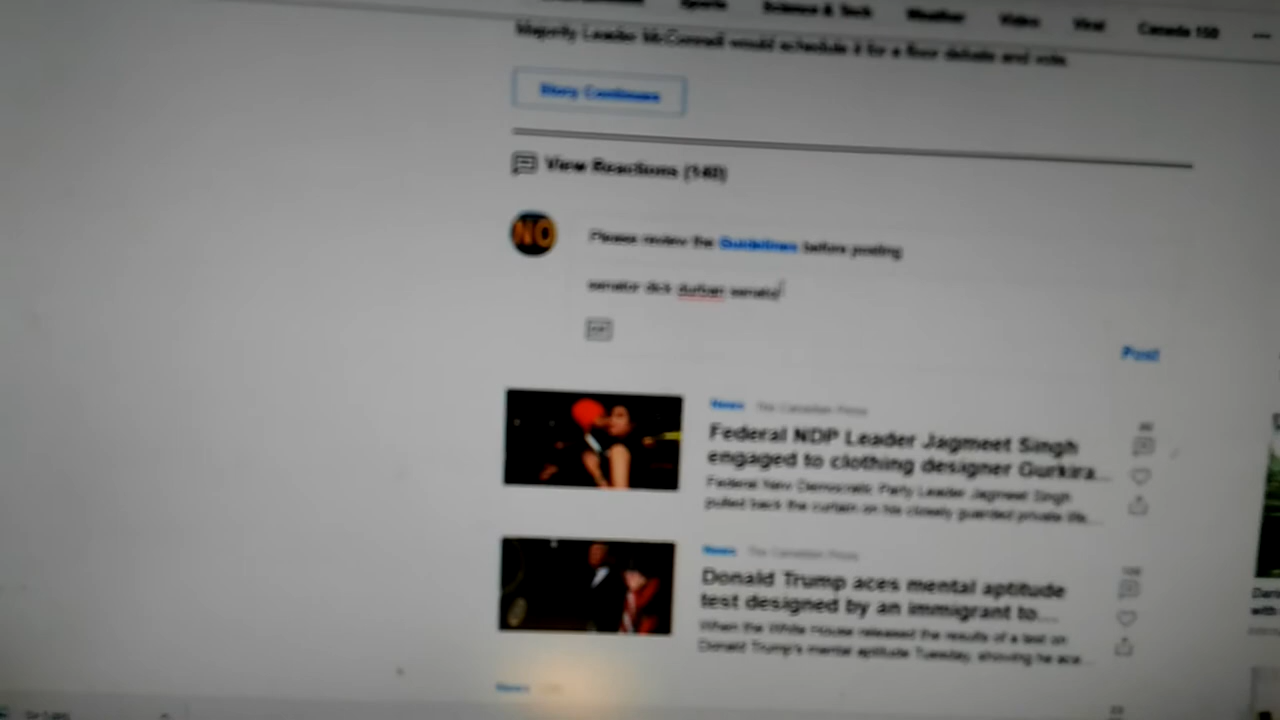 Sports Science & Tech Weather Video Viral Canada 150
Majority Leader McConnell would schedule it for a floor debate and vote.
Story Continues
View Reactions (140)
NO
Please review the Guidelines before posting
senator dick durban senato
GIF
Post
News The Canadian Press
Federal NDP Leader Jagmeet Singh
engaged to clothing designer Gurkira...
Federal New Democratic Party Leader Jagmeet Singh
pulled back the curtain on his closely guarded private life,...
News The Canadian Press
Donald Trump aces mental aptitude
test designed by an immigrant to...
When the White House released the results of a test on
Donald Trump's mental aptitude Tuesday, showing he ace...
News